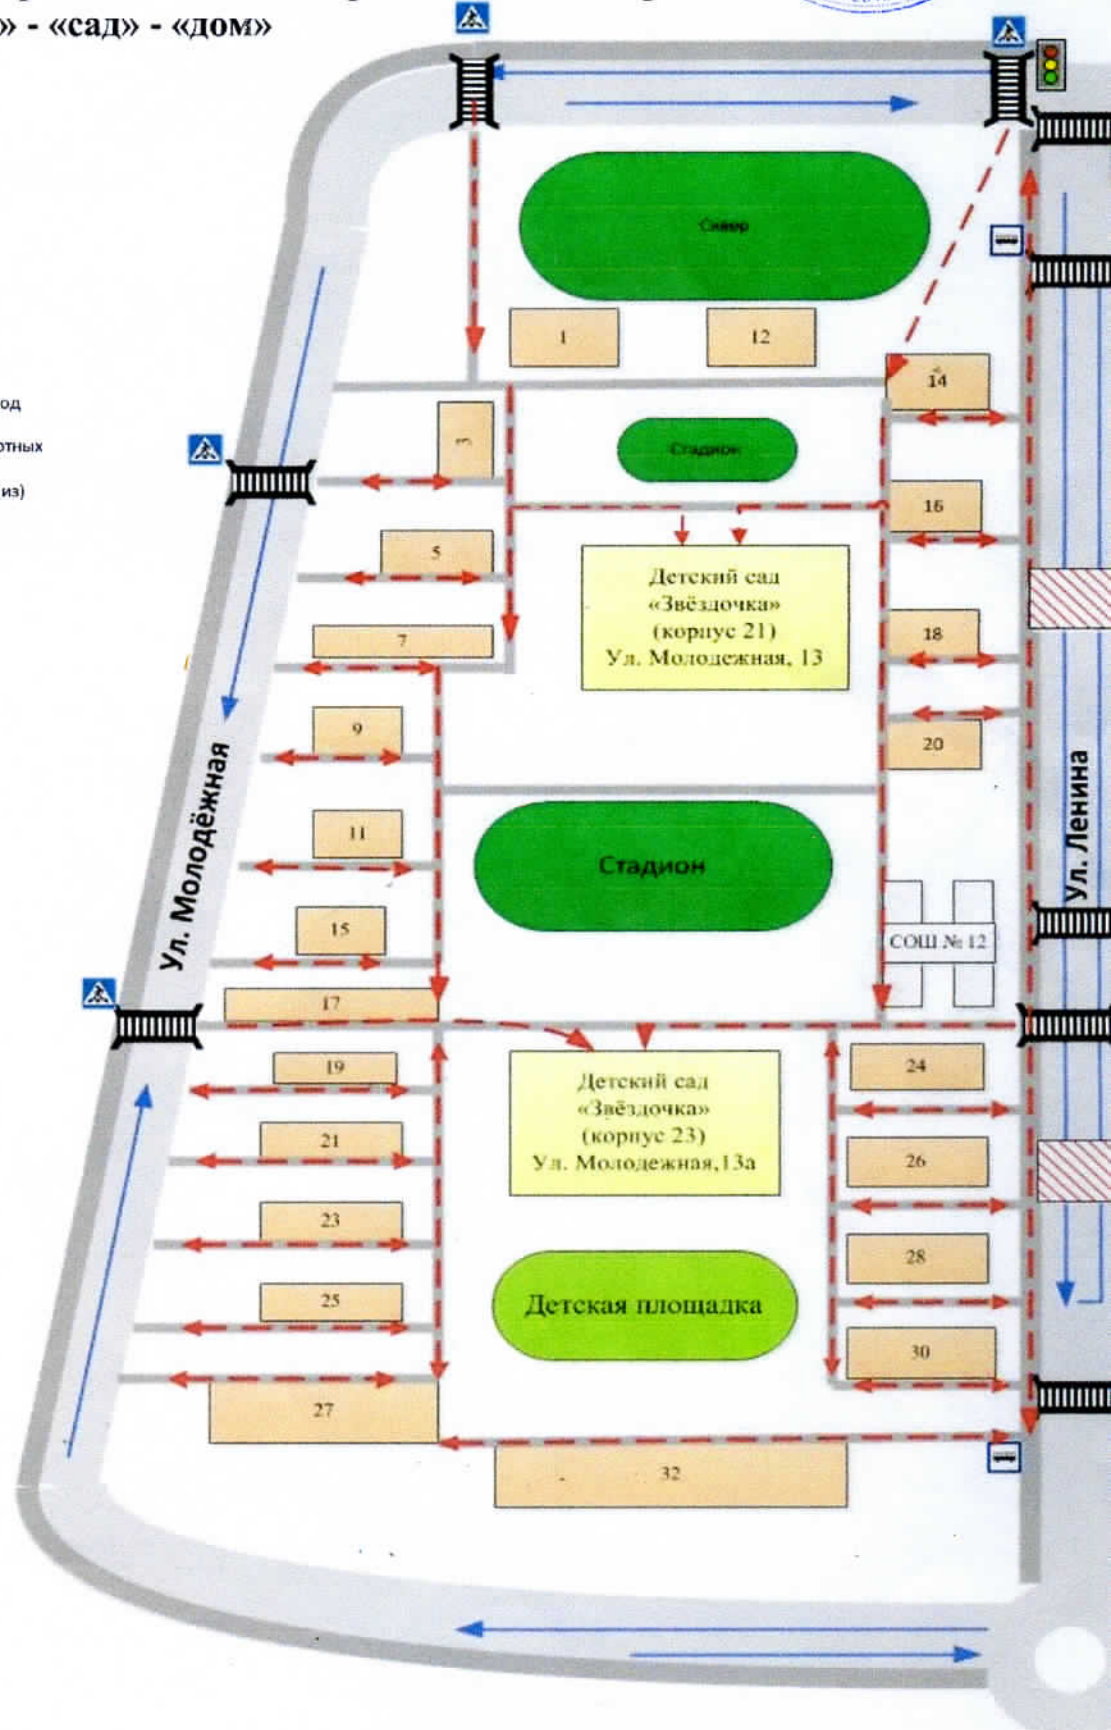 » - «сад» - «дом»
Сквер
1
12
14
од
3
отных
Стадион
из)
16
5
Детский сад
«Звёздочка»
(корпус 21)
Ул. Молодежная, 13
7
18
9
20
Ул. Молодёжная
Ул. Ленина
11
Стадион
15
СОШ № 12
17
19
24
Детский сад
«Звёздочка»
(корпус 23)
Ул. Молодежная,13а
21
26
23
28
25
Детская площадка
30
27
32